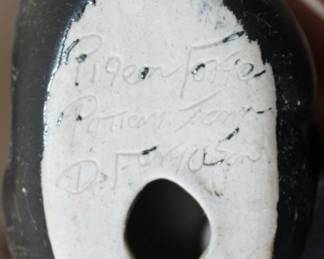 Pigeon Forge
Pottery Tenn
D. Ferguson